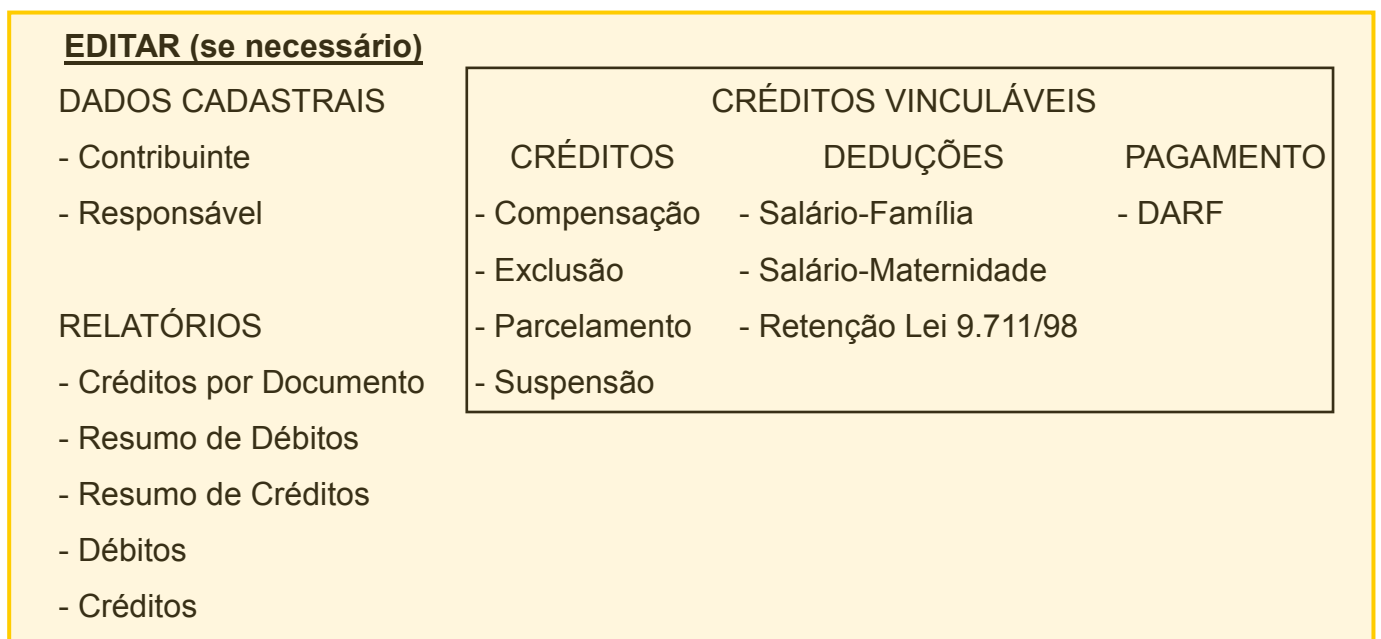 EDITAR (se necessário)
DADOS CADASTRAIS
- Contribuinte
- Responsável
RELATÓRIOS
- Créditos por Documento
- Resumo de Débitos
- Resumo de Créditos
- Débitos
- Créditos
CRÉDITOS VINCULÁVEIS
CRÉDITOS
- Compensação
- Exclusão
- Parcelamento
- Suspensão
DEDUÇÕES
- Salário-Família
- Salário-Maternidade
- Retenção Lei 9.711/98
PAGAMENTO
- DARF